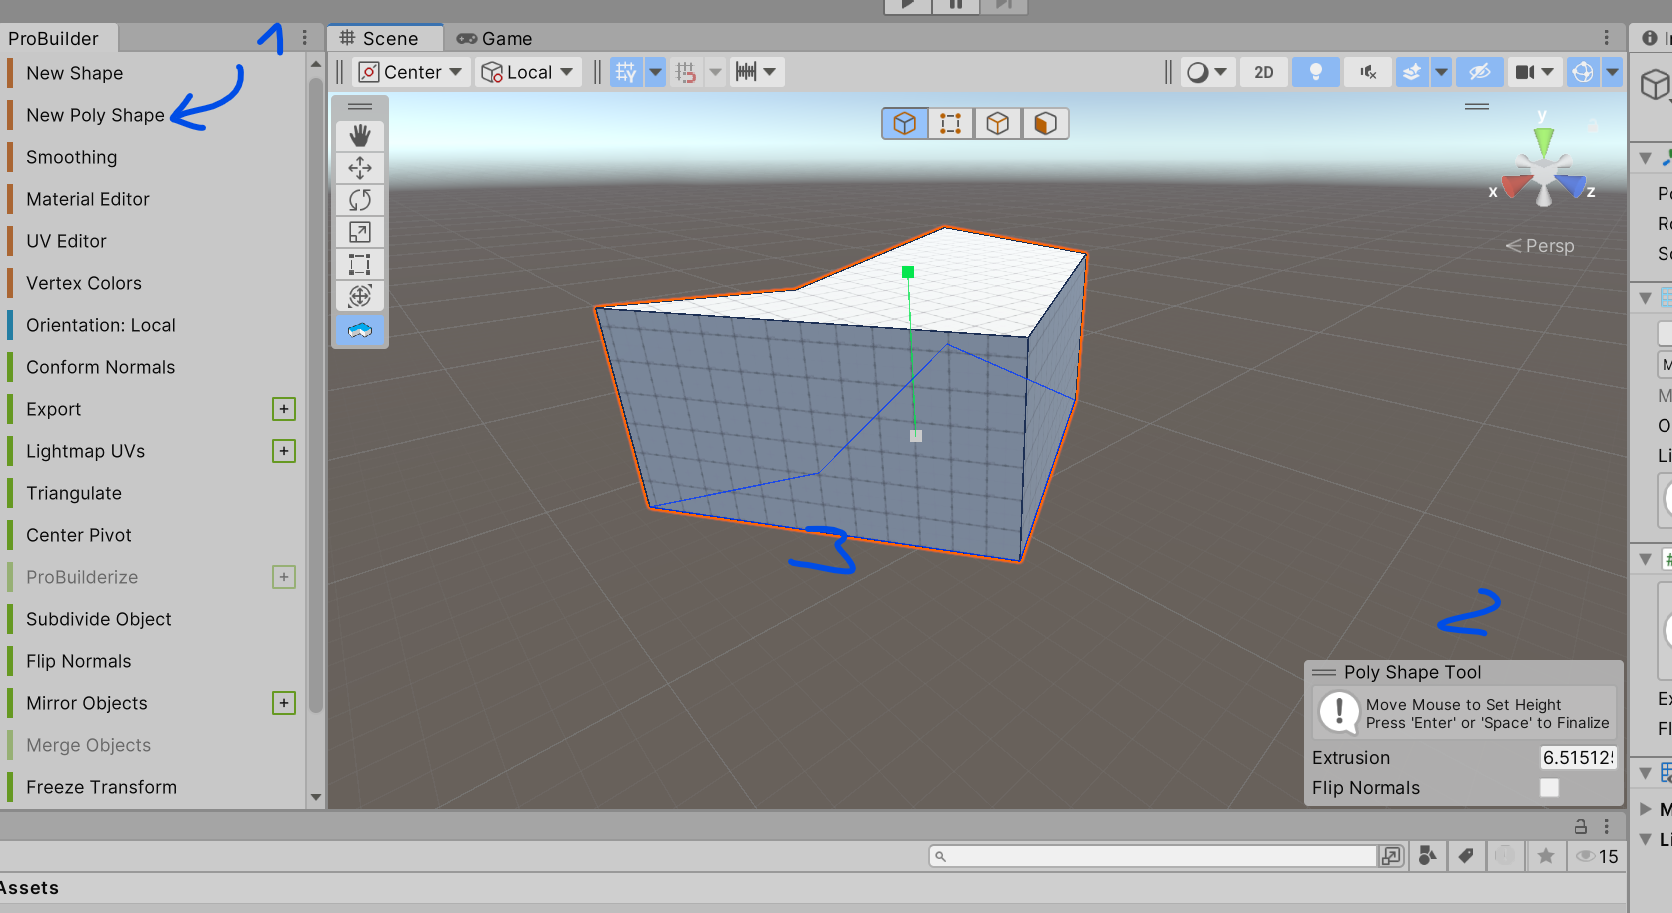 ProBuilder
1
Scene
Game
Center
Local
2D
New Shape
New Poly Shape
Smoothing
Material Editor
UV Editor
Vertex Colors
Orientation: Local
Conform Normals
Export
+
Lightmap UVs
+
Triangulate
Center Pivot
ProBuilderize
+
Subdivide Object
Flip Normals
Mirror Objects
+
Merge Objects
Freeze Transform
y
x
z
Persp
3
2
Poly Shape Tool
Move Mouse to Set Height
Press 'Enter' or 'Space' to Finalize
Extrusion
6.51512
Flip Normals
15
Assets